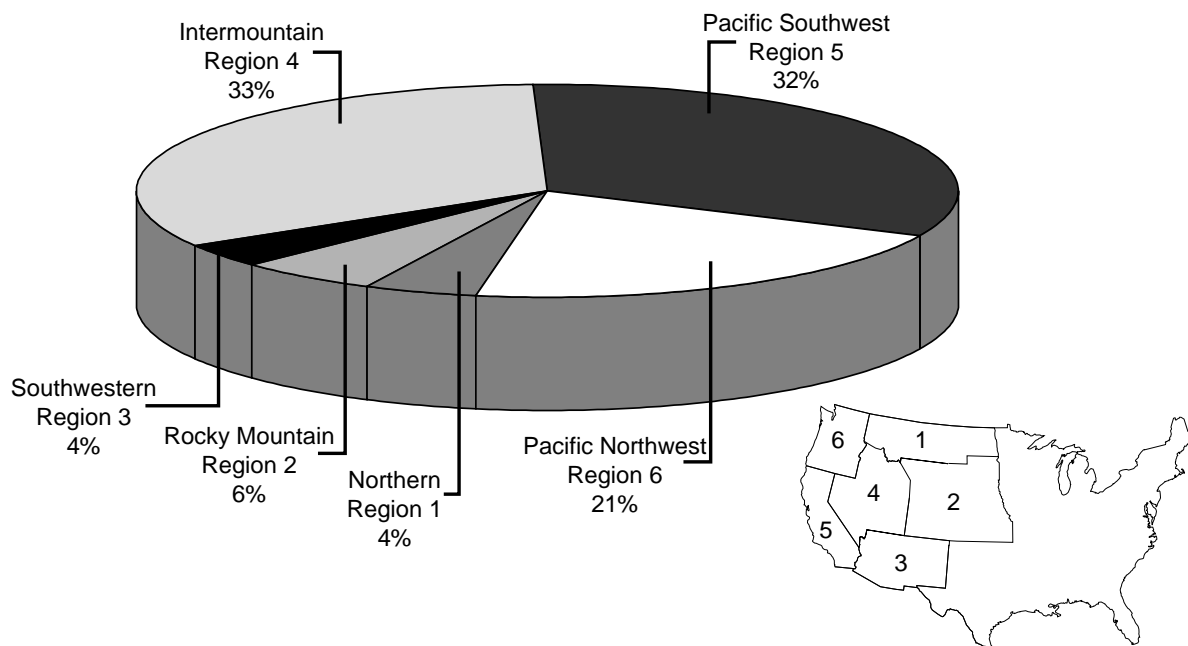 Intermountain
Region 4
33%
Pacific Southwest
Region 5
32%
Southwestern
Region 3
4%
Rocky Mountain
Region 2
6%
Northern
Region 1
4%
Pacific Northwest
Region 6
21%
6
1
4
2
5
3